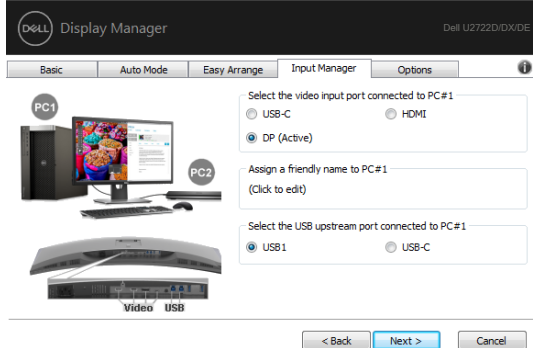 DELL Display Manager
Dell U2722D/DX/DE
Basic Auto Mode Easy Arrange Input Manager Options
Select the video input port connected to PC#1
USB-C HDMI
DP (Active)
Assign a friendly name to PC#1
(Click to edit)
Select the USB upstream port connected to PC#1
USB1 USB-C
PC1
PC2
Video USB
< Back Next > Cancel